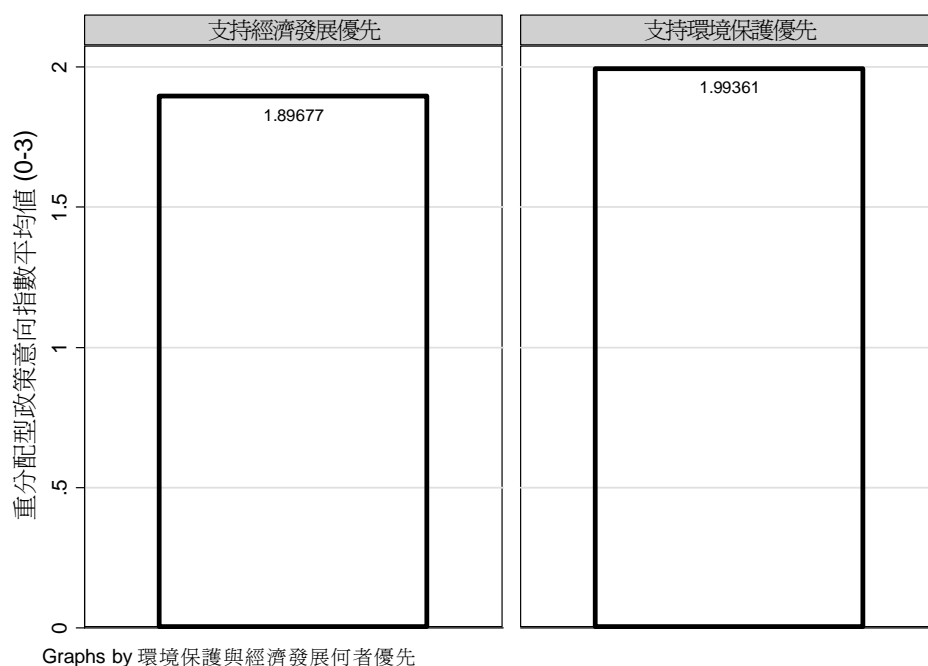 支持經濟發展優先
支持環境保護優先
重分配型政策意向指數平均值 (0-3)
2
1.5
1
.5
0
1.89677
1.99361
Graphs by 環境保護與經濟發展何者優先